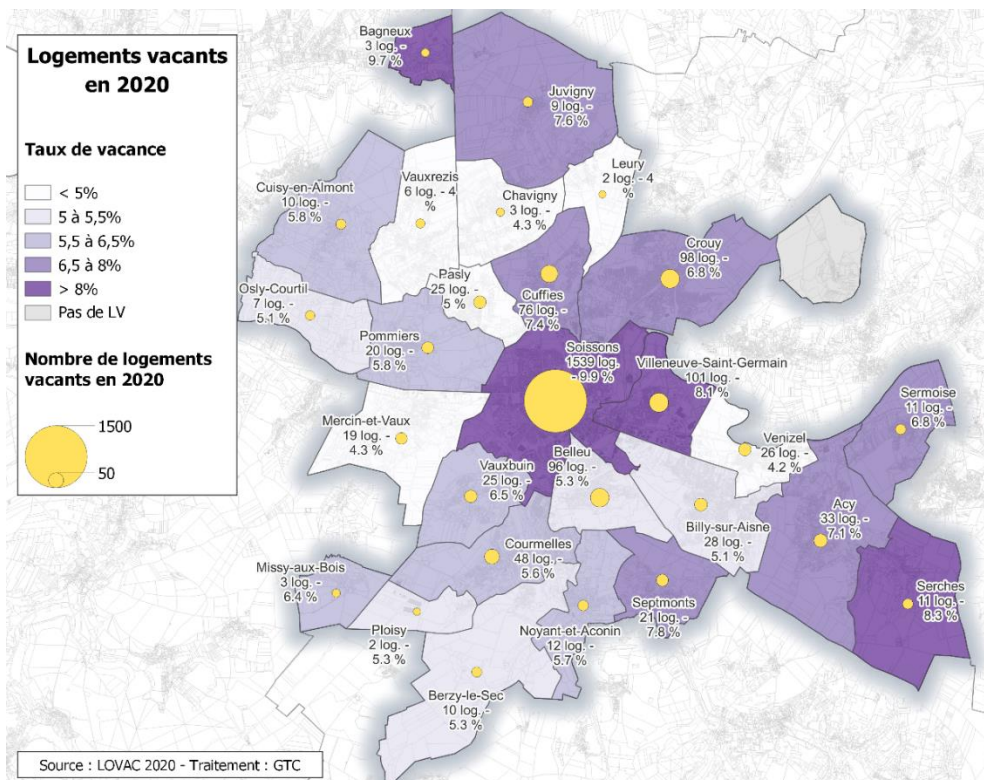 Logements vacants
en 2020
Taux de vacance
< 5%
5 à 5,5%
5,5 à 6,5%
6,5 à 8%
> 8%
Pas de LV
Nombre de logements
vacants en 2020
1500
50
Bagneux
3 log. -
9.7 %
Juvigny
9 log. -
7.6 %
Vauxrezis
6 log. - 4
%
Leury
2 log. - 4
%
Cuisy-en-Almont
10 log. -
5.8 %
Chavigny
3 log. -
4.3 %
Crouy
98 log. -
6.8 %
Pasly
25 log. -
5 %
Cuffies
76 log. -
7.4 %
Osly-Courtil
7 log. -
5.1 %
Pommiers
20 log. -
5.8 %
Soissons
1539 log.
- 9.9 %
Villeneuve-Saint-Germain
101 log. -
8.1 %
Sermoise
11 log. -
6.8 %
Mercin-et-Vaux
19 log. -
4.3 %
Venizel
26 log. -
4.2 %
Vauxbuin
25 log. -
6.5 %
Belleu
96 log. -
5.3 %
Billy-sur-Aisne
28 log. -
5.1 %
Acy
33 log. -
7.1 %
Courmelles
48 log. -
5.6 %
Missy-aux-Bois
3 log. -
6.4 %
Serches
11 log. -
8.3 %
Septmonts
21 log. -
7.8 %
Ploisy
2 log. -
5.3 %
Noyant-et-Aconin
12 log. -
5.7 %
Berzy-le-Sec
10 log. -
5.3 %
Source : LOVAC 2020 - Traitement : GTC